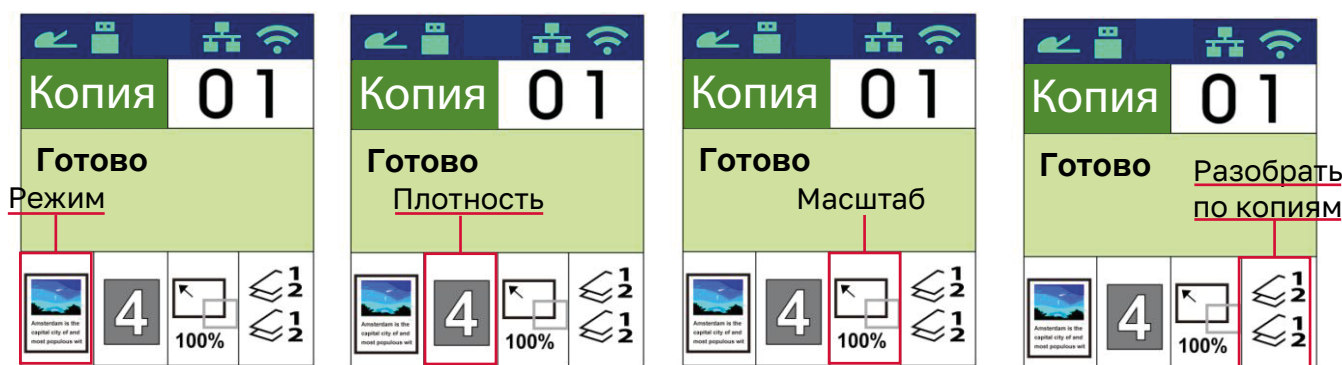 Копия 01
Готово
Режим
Amsterdam is the
capital city of and
most populous wit
4
100%
1
2
1
2
Копия 01
Готово
Плотность
Amsterdam is the
capital city of and
most populous wit
4
100%
1
2
1
2
Копия 01
Готово
Масштаб
Amsterdam is the
capital city of and
most populous wit
4
100%
1
2
1
2
Копия 01
Готово
Разобрать
по копиям
Amsterdam is the
capital city of and
most populous wit
4
100%
1
2
1
2